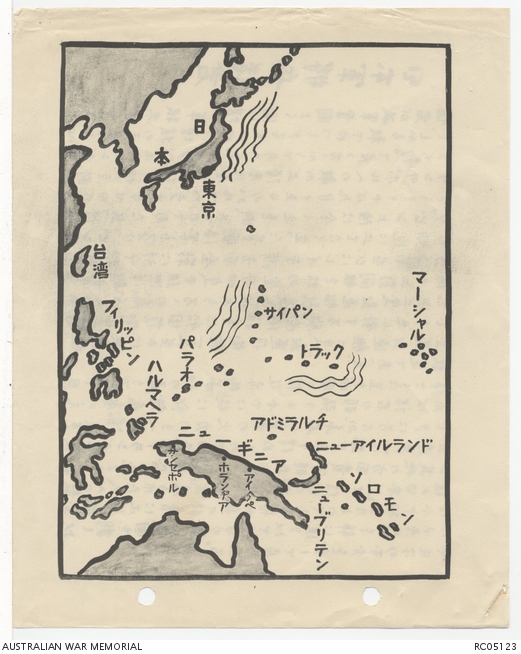 日本
東京
台湾
フィリッピン
サイパン
マーシャル
トラック
パラオ
ハルマヘラ
アドミラルチ
ニューギニア
ニューアイルランド
サンセポル
ホランヂア
アイタペ
ソロモン
ニューブリテン
AUSTRALIAN WAR MEMORIAL
RC05123